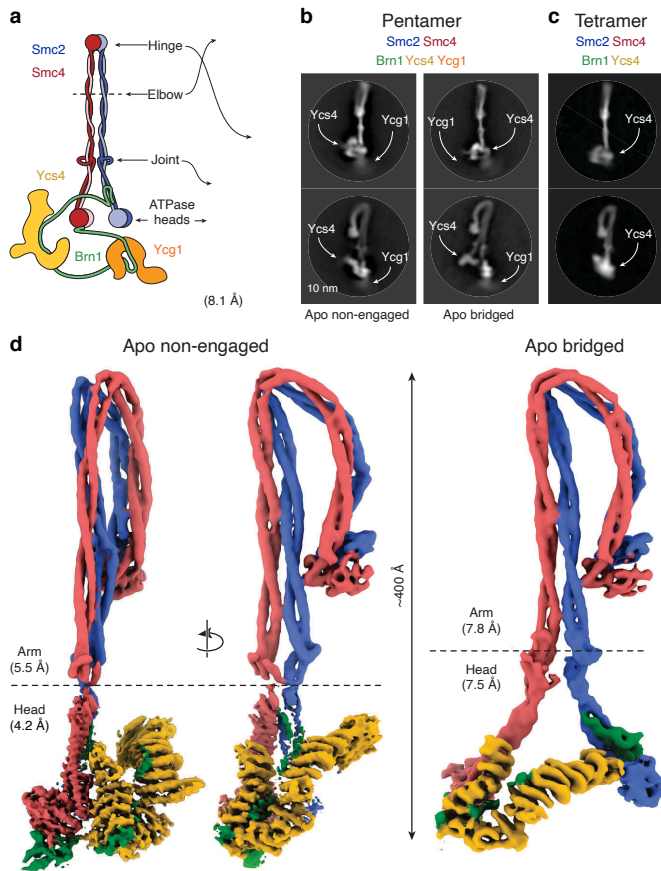 a
Smc2
Smc4
Hinge
Elbow
Joint
Ycs4
ATPase
heads
Brn1
Ycg1
(8.1 Å)
b
Pentamer
Smc2 Smc4
Brn1 Ycs4 Ycg1
Ycs4
Ycg1
Ycg1
Ycs4
Ycs4
Ycg1
Ycs4
Ycg1
10 nm
Apo non-engaged
Apo bridged
c
Tetramer
Smc2 Smc4
Brn1 Ycs4
Ycs4
Ycs4
d
Apo non-engaged
Apo bridged
~400 Å
Arm
(5.5 Å)
Head
(4.2 Å)
Arm
(7.8 Å)
Head
(7.5 Å)